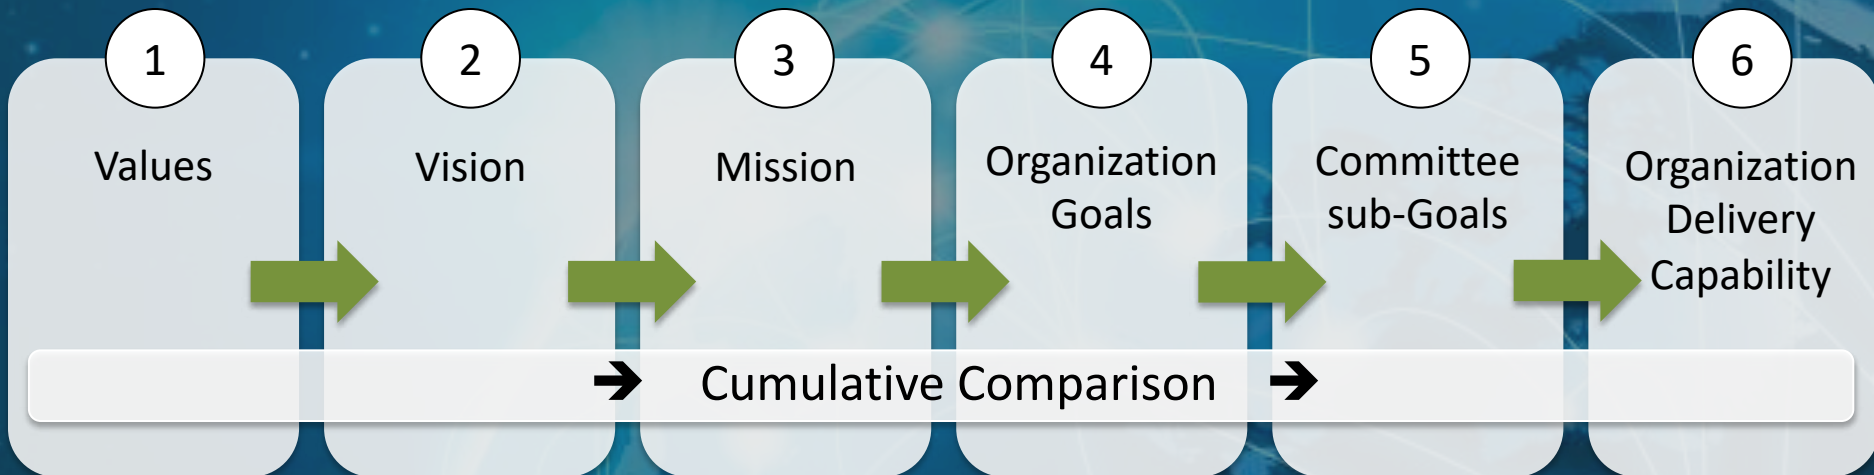 1
Values
2
Vision
3
Mission
4
Organization
Goals
5
Committee
sub-Goals
6
Organization
Delivery
Capability
➔ Cumulative Comparison ➔